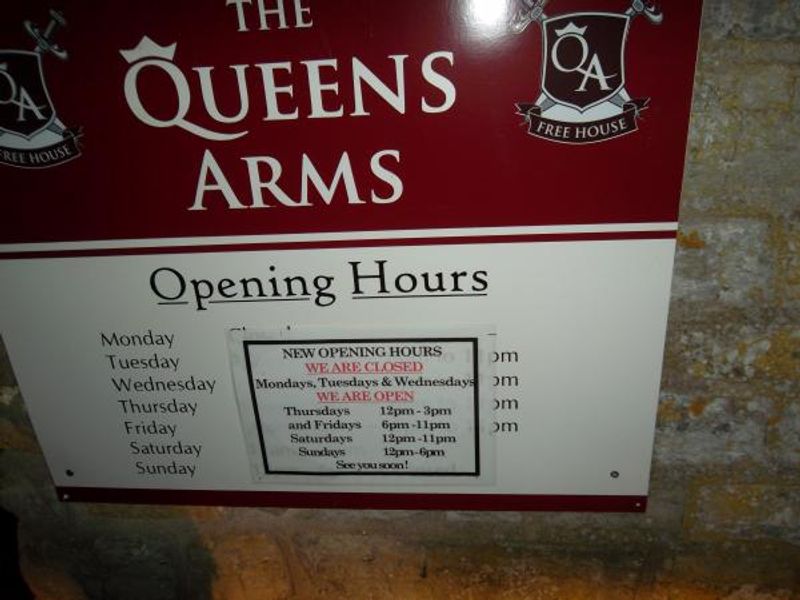 THE
QUEENS
ARMS
QA
FREE HOUSE
QA
FREE HOUSE
Opening Hours
Monday
Tuesday pm
Wednesday pm
Thursday pm
Friday pm
Saturday
Sunday
NEW OPENING HOURS
WE ARE CLOSED
Mondays, Tuesdays & Wednesdays
WE ARE OPEN
Thursdays 12pm - 3pm
and Fridays 6pm -11pm
Saturdays 12pm -11pm
Sundays 12pm-6pm
See you soon!